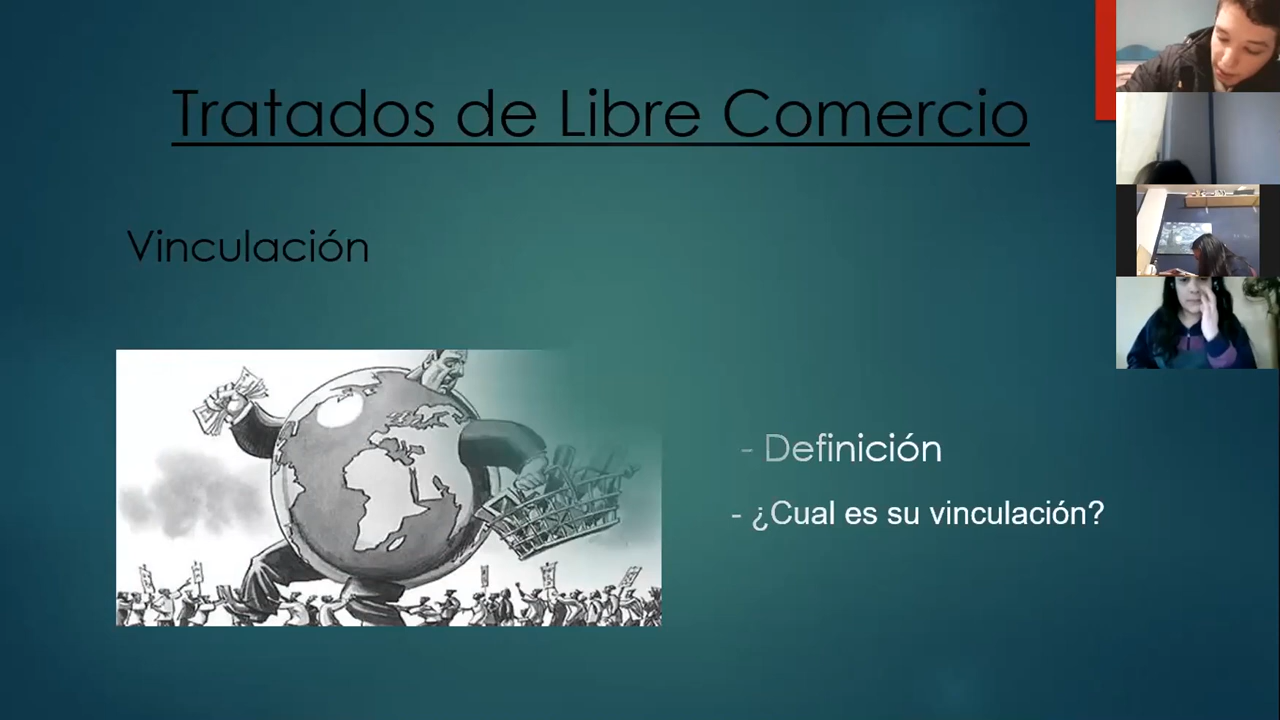 Tratados de Libre Comercio
Vinculación
- Definición
- ¿Cual es su vinculación?